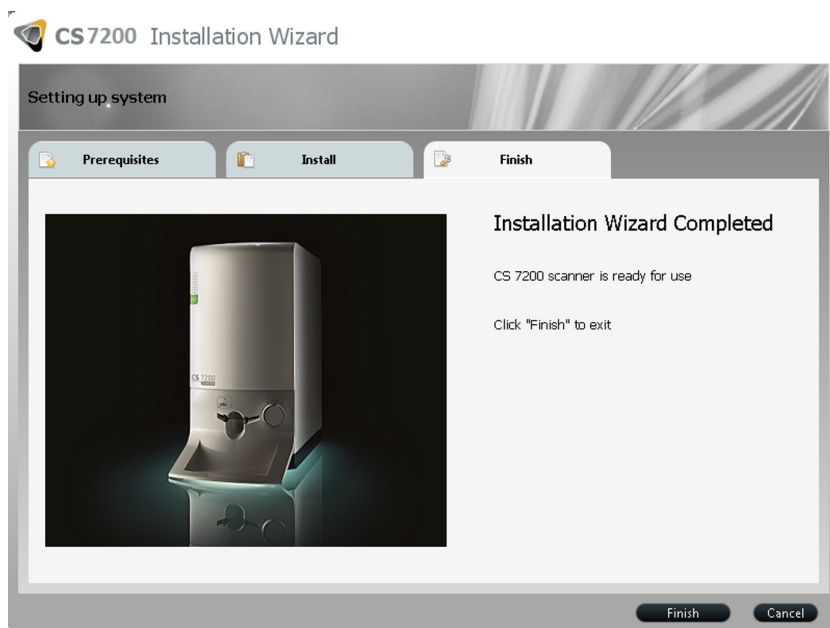 CS 7200 Installation Wizard
Setting up system
Prerequisites
Install
Finish
Installation Wizard Completed
CS 7200 scanner is ready for use
Click "Finish" to exit
CS 7200
Finish
Cancel